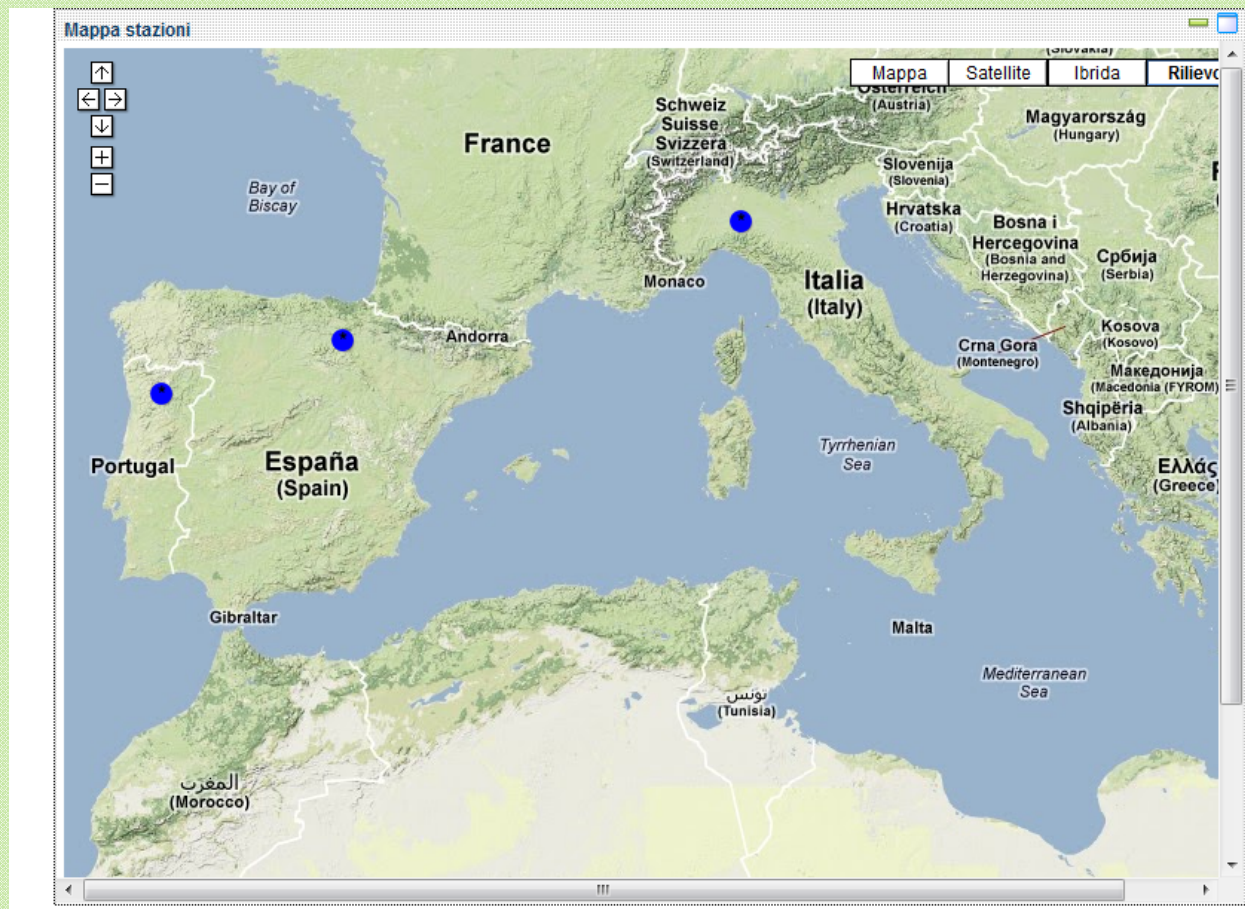 Mappa stazioni
(Slovakia)
Mappa
Satellite
Ibrida
Rilievo
Österreich
(Austria)
Schweiz
Suisse
Svizzera
(Switzerland)
Magyarország
(Hungary)
France
Slovenija
(Slovenia)
Bay of
Biscay
Hrvatska
(Croatia)
Bosna i
Hercegovina
(Bosnia and
Herzegovina)
Србија
(Serbia)
Monaco
Italia
(Italy)
Andorra
Kosova
(Kosovo)
Crna Gora
(Montenegro)
Македонија
(Macedonia (FYROM)
Shqipëria
(Albania)
Tyrrhenian
Sea
Portugal
España
(Spain)
Ελλάς
(Greece)
Gibraltar
Malta
Mediterranean
Sea
تونس
(Tunisia)
المغرب
(Morocco)